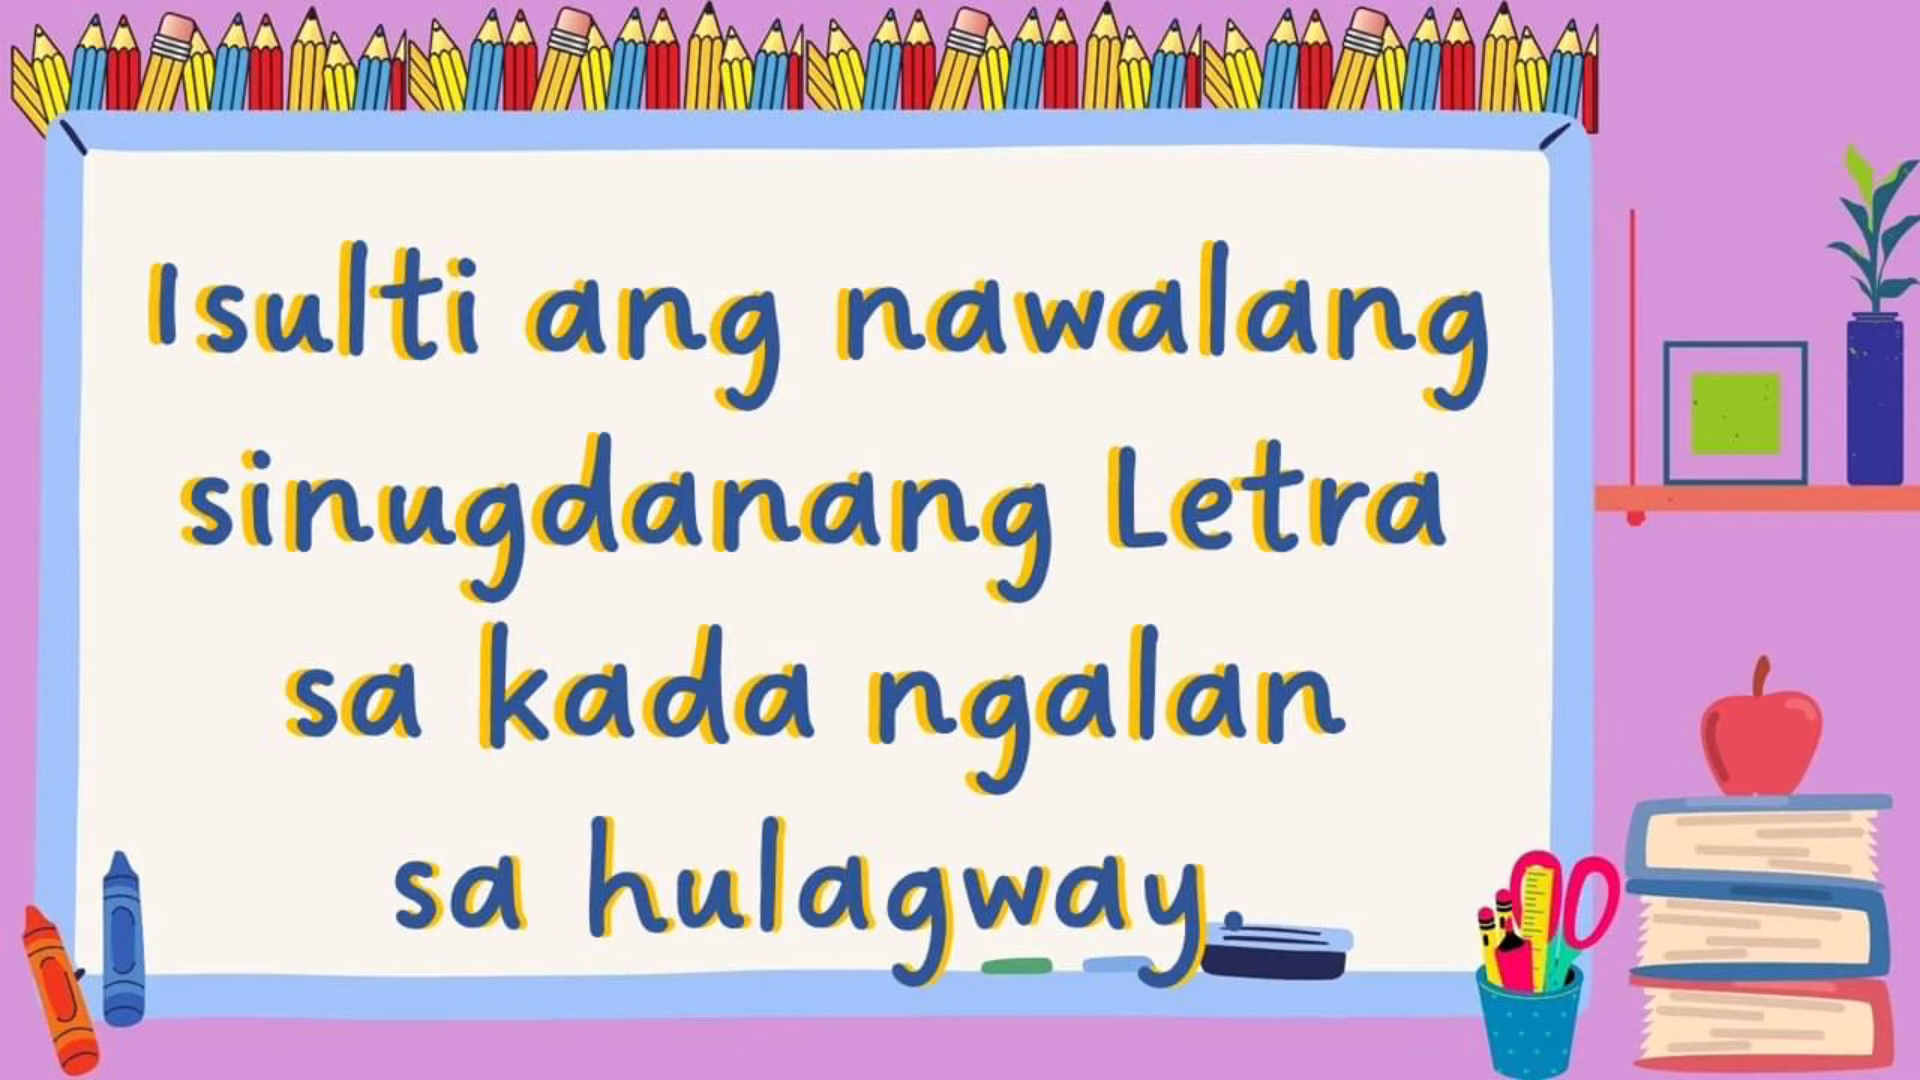 Isulti ang nawalang
sinugdanang Letra
sa kada ngalan
sa hulagway.